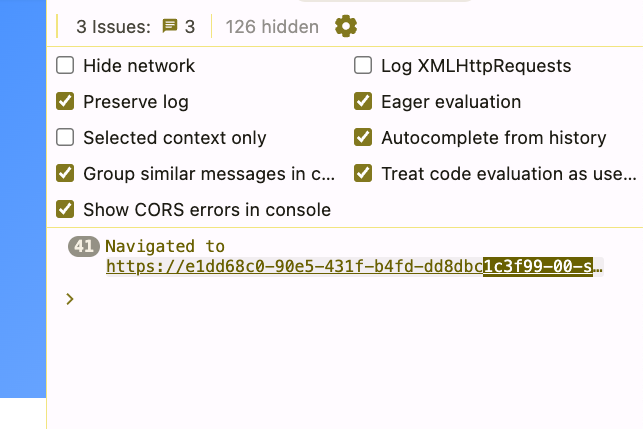 3 Issues: 3 126 hidden
Hide network Log XMLHttpRequests
Preserve log Eager evaluation
Selected context only Autocomplete from history
Group similar messages in c... Treat code evaluation as use...
Show CORS errors in console
41 Navigated to
https://e1dd68c0-90e5-431f-b4fd-dd8dbc1c3f99-00-s…
>